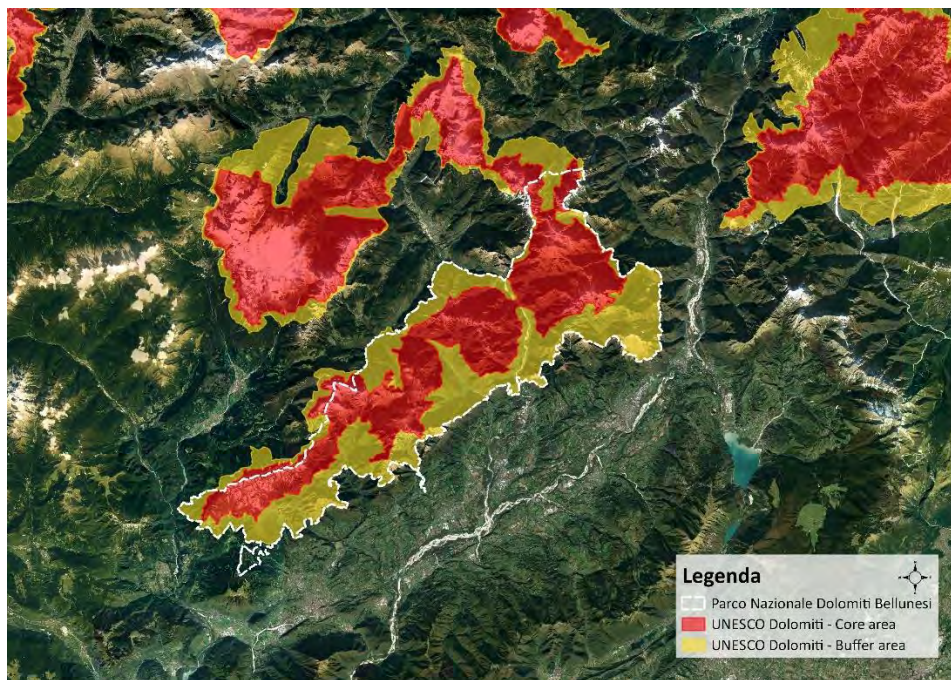 Legenda
Parco Nazionale Dolomiti Bellunesi
UNESCO Dolomiti - Core area
UNESCO Dolomiti - Buffer area